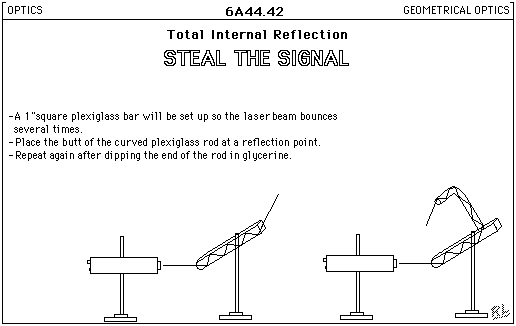 OPTICS 6A44.42 GEOMETRICAL OPTICS
Total Internal Reflection
STEAL THE SIGNAL
-A 1"square plexiglass bar will be set up so the laser beam bounces
several times.
-Place the butt of the curved plexiglass rod at a reflection point.
-Repeat again after dipping the end of the rod in glycerine.